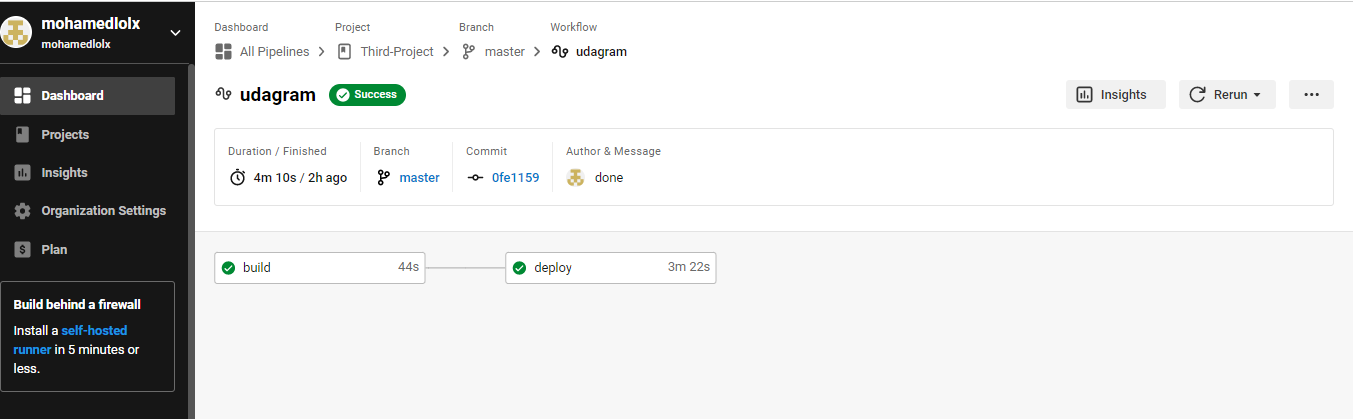 mohamedlolx
mohamedlolx
Dashboard
Projects
Insights
Organization Settings
Plan
Build behind a firewall
Install a self-hosted
runner in 5 minutes or
less.
Dashboard Project Branch Workflow
All Pipelines Third-Project master udagram
udagram Success Insights Rerun
Duration / Finished Branch Commit Author & Message
4m 10s / 2h ago master 0fe1159 done
build 44s deploy 3m 22s